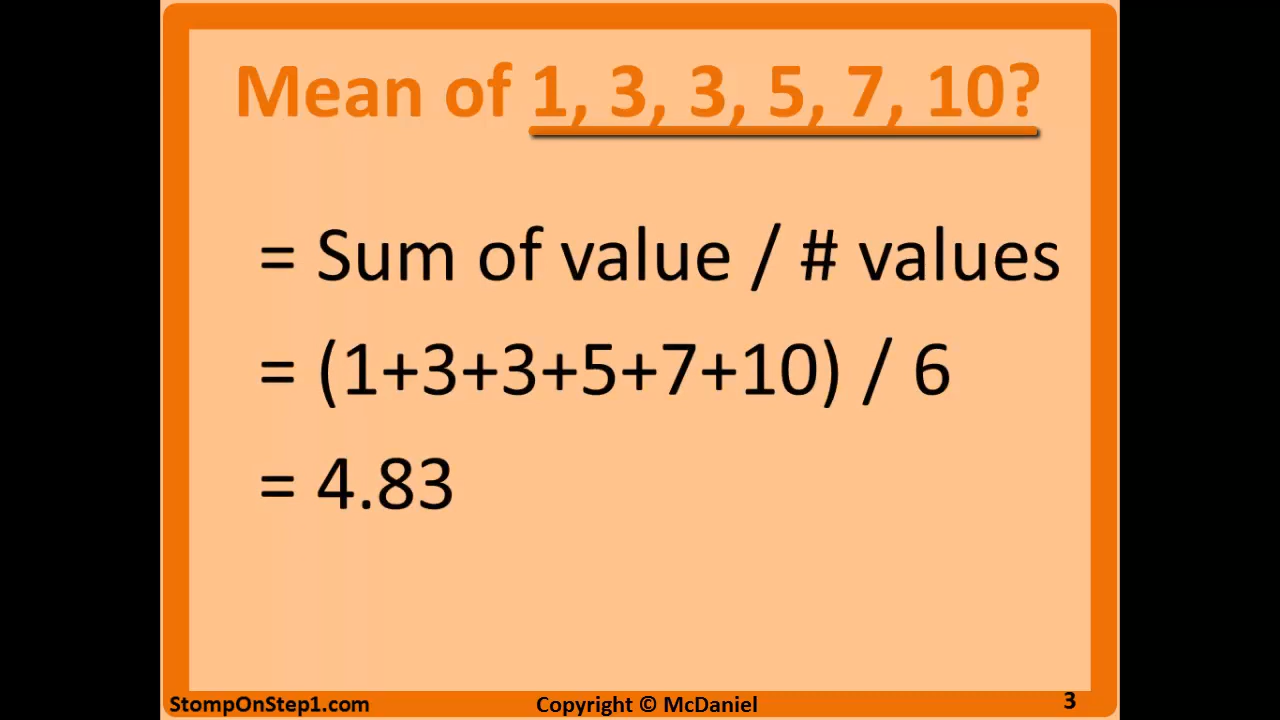 Mean of 1, 3, 3, 5, 7, 10?
= Sum of value / # values
= (1+3+3+5+7+10) / 6
= 4.83
StompOnStep1.com
Copyright © McDaniel
3